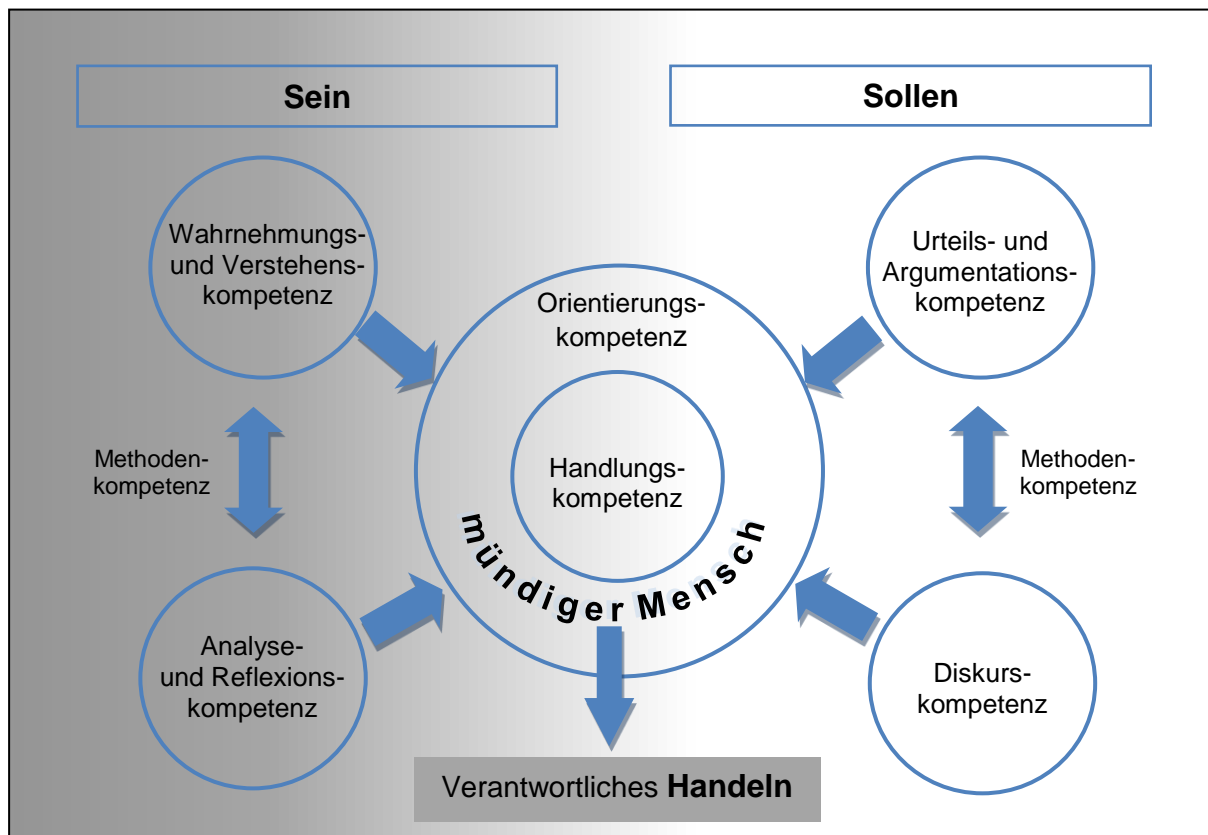 Sein
Sollen
Wahrnehmungs-
und Verstehens-
kompetenz
Urteils- und
Argumentations-
kompetenz
Orientierungs-
kompetenz
Handlungs-
kompetenz
mündiger Mensch
Methoden-
kompetenz
Methoden-
kompetenz
Analyse-
und Reflexions-
kompetenz
Diskurs-
kompetenz
Verantwortliches Handeln